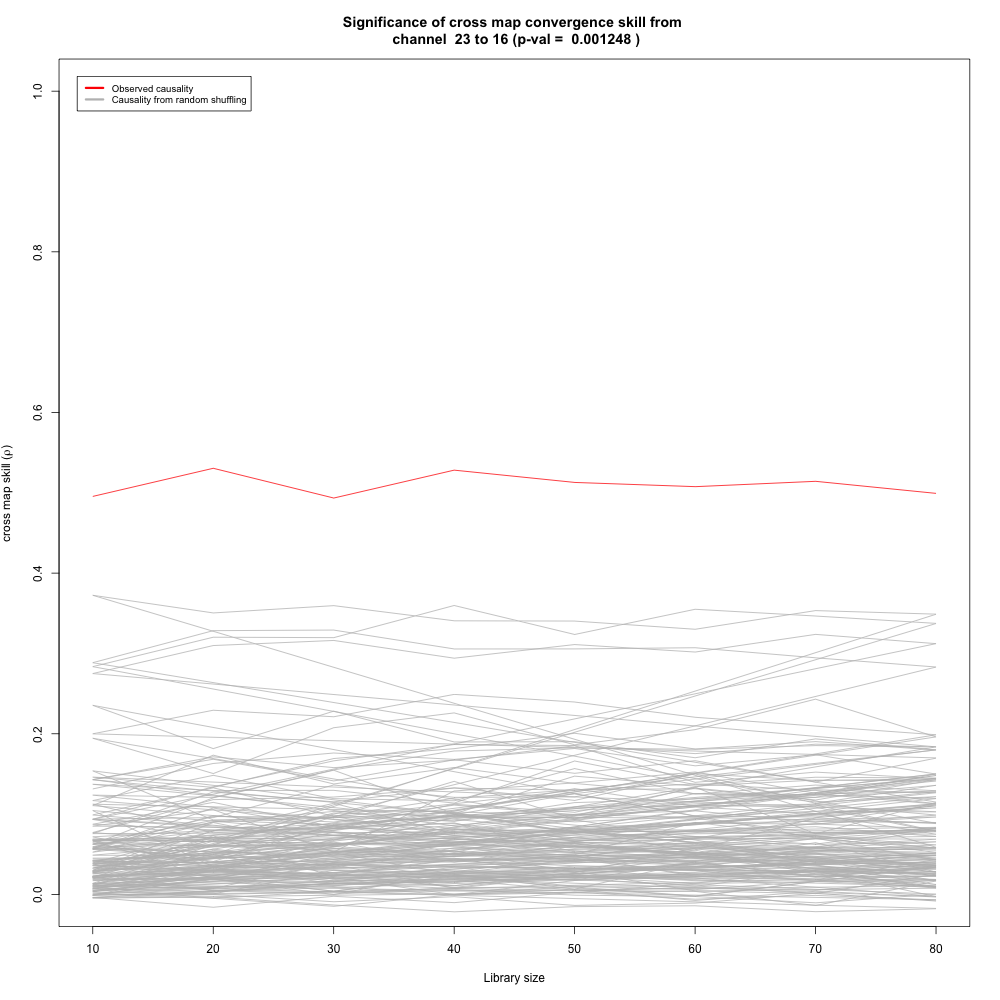 Significance of cross map convergence skill from
channel  23 to 16 (p-val =  0.001248 )
Observed causality
Causality from random shuffling
cross map skill (ρ)
1.0
0.8
0.6
0.4
0.2
0.0
10 20 30 40 50 60 70 80
Library size